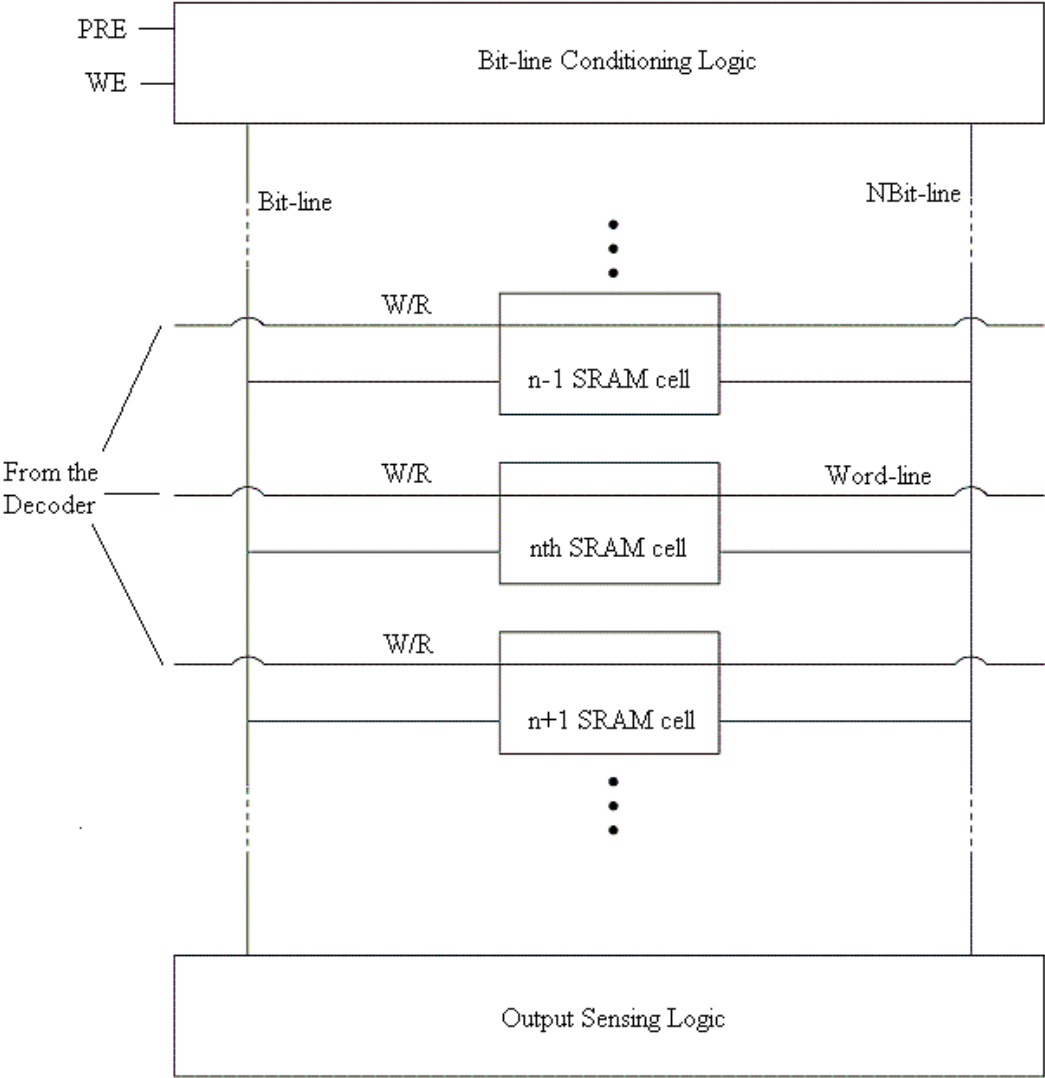 PRE
Bit-line Conditioning Logic
WE
Bit-line
NBit-line
W/R
n-1 SRAM cell
From the
Decoder
W/R
Word-line
nth SRAM cell
W/R
n+1 SRAM cell
Output Sensing Logic